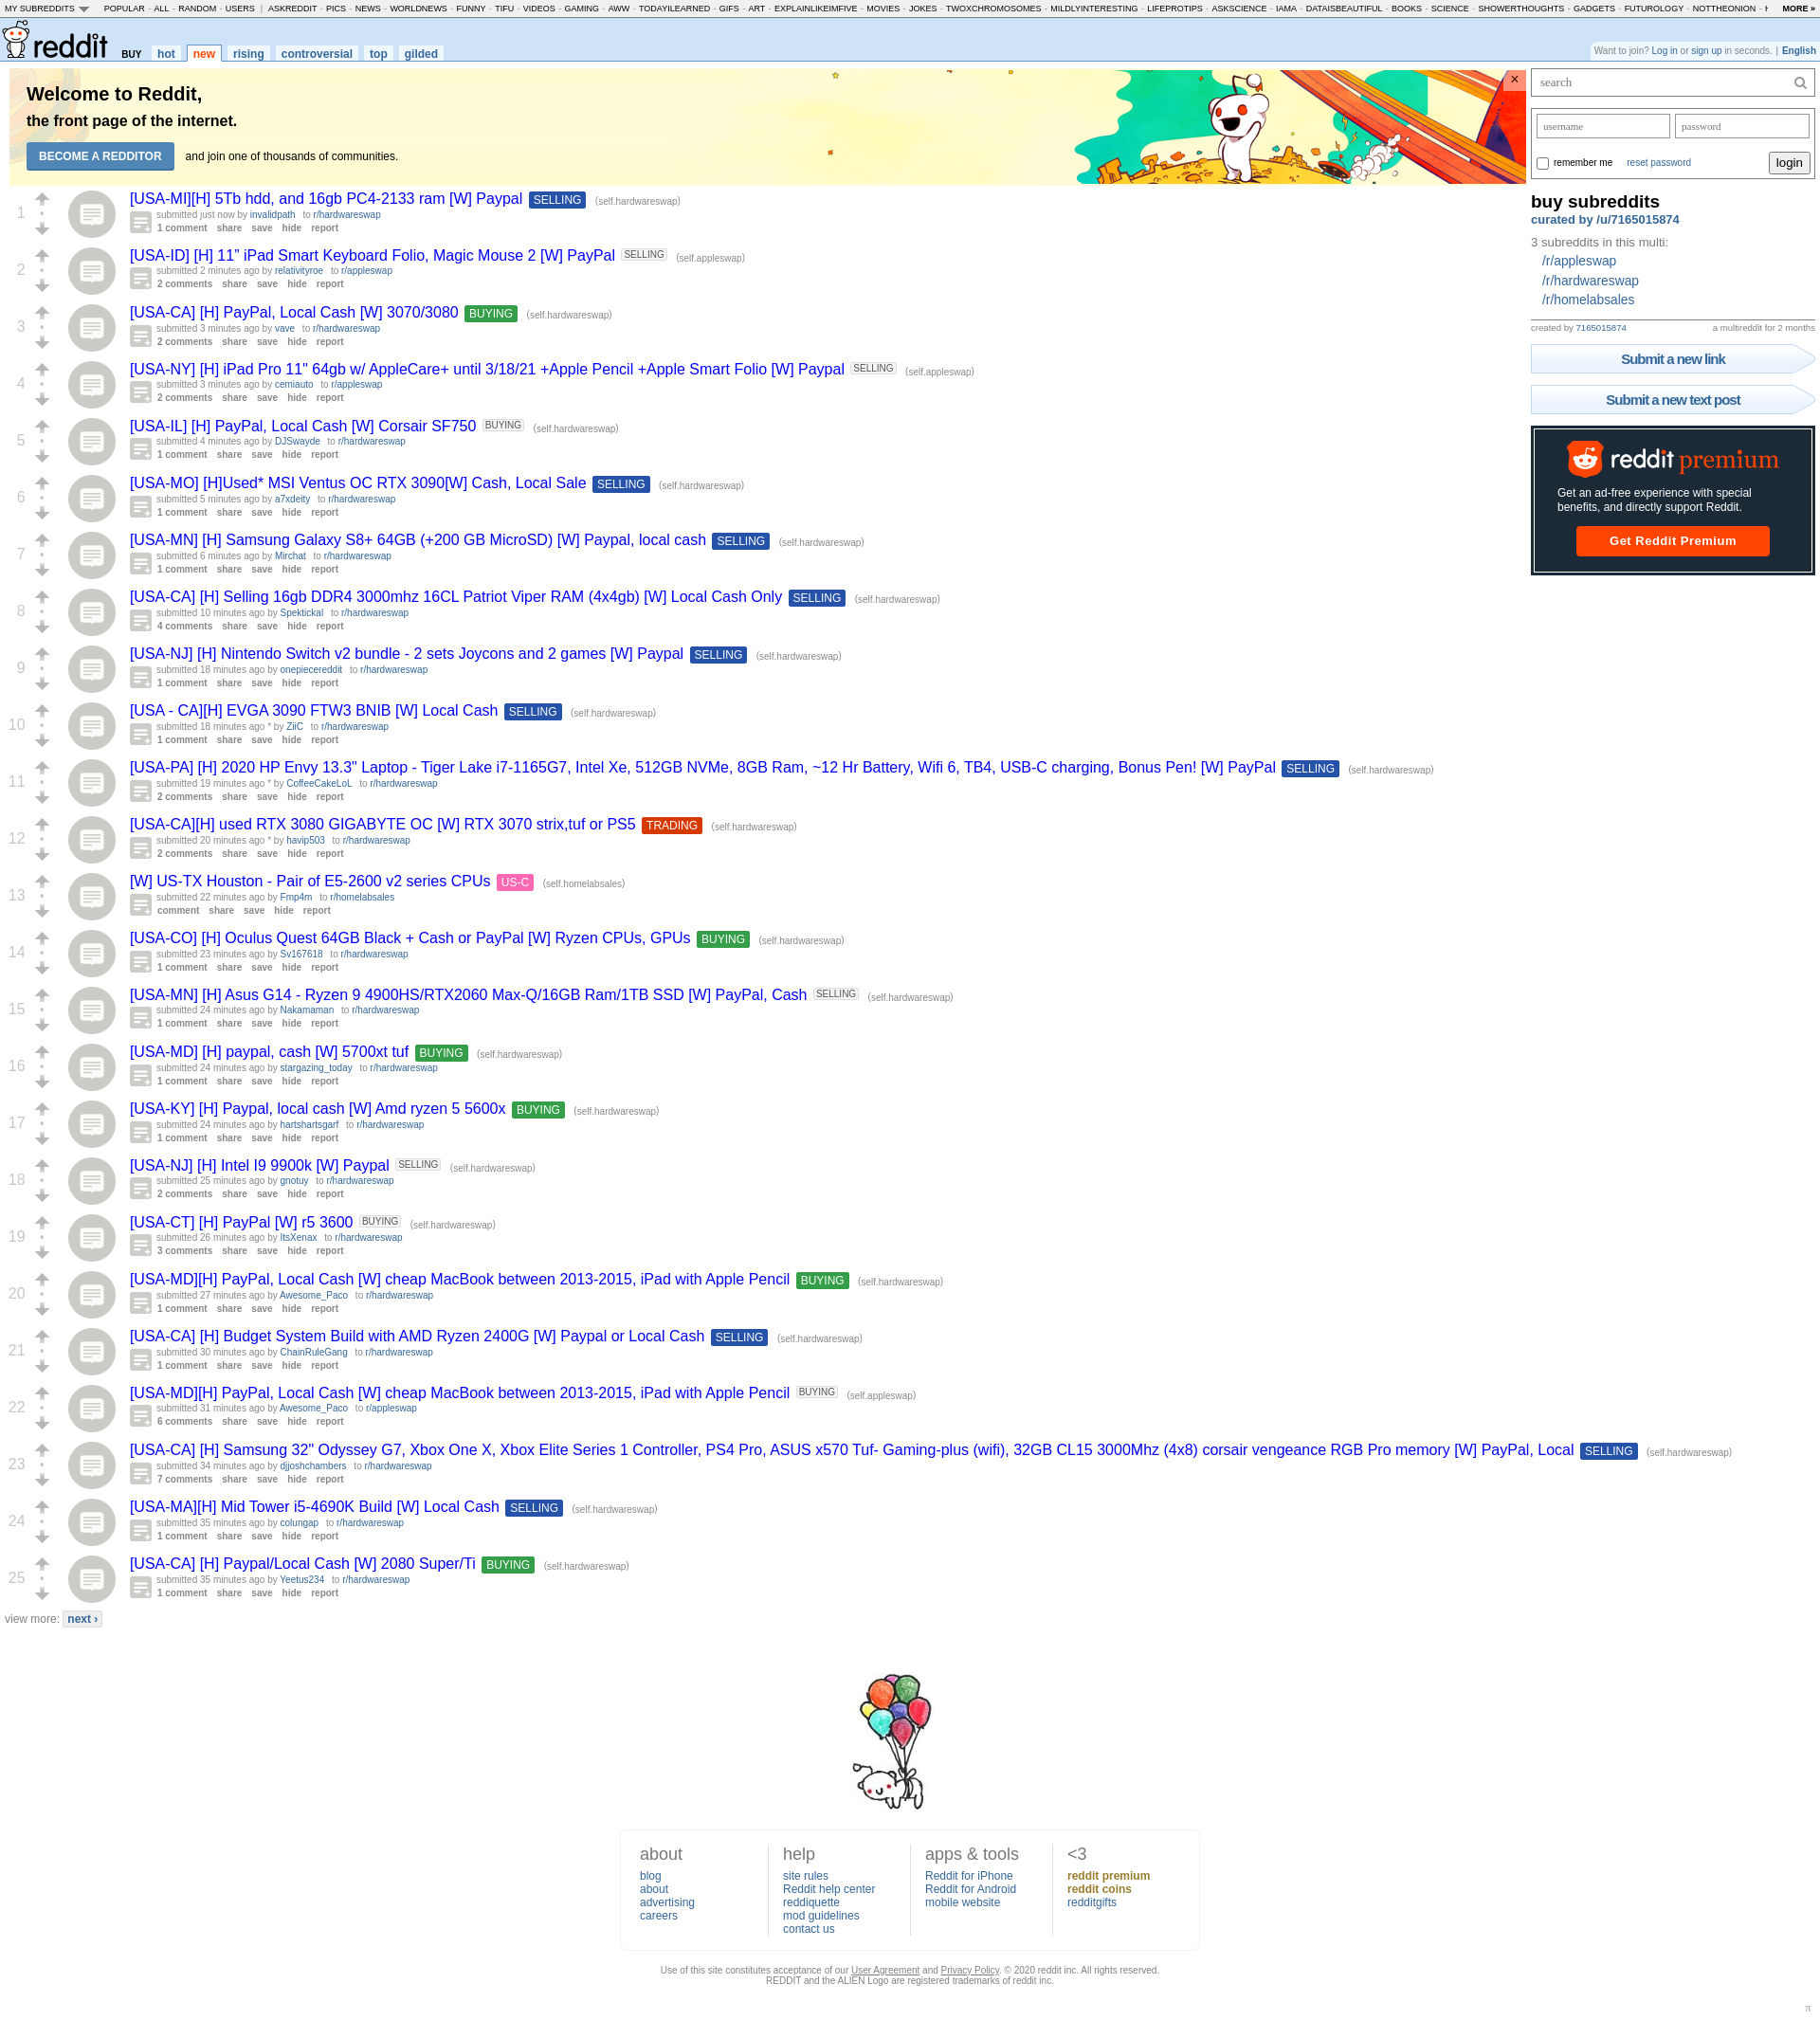 MY SUBREDDITS POPULAR - ALL - RANDOM - USERS | ASKREDDIT - PICS - NEWS - WORLDNEWS - FUNNY - TIFU - VIDEOS - GAMING - AWW - TODAYILEARNED - GIFS - ART - EXPLAINLIKEIMFIVE - MOVIES - JOKES - TWOXCHROMOSOMES - MILDLYINTERESTING - LIFEPROTIPS - ASKSCIENCE - IAMA - DATAISBEAUTIFUL - BOOKS - SCIENCE - SHOWERTHOUGHTS - GADGETS - FUTUROLOGY - NOTTHEONION - MORE »
reddit BUY hot new rising controversial top gilded
Want to join? Log in or sign up in seconds. | English
Welcome to Reddit,
the front page of the internet.
BECOME A REDDITOR and join one of thousands of communities.
×
1
[USA-MI][H] 5Tb hdd, and 16gb PC4-2133 ram [W] Paypal SELLING (self.hardwareswap)
submitted just now by invalidpath to r/hardwareswap
1 comment share save hide report
2
[USA-ID] [H] 11” iPad Smart Keyboard Folio, Magic Mouse 2 [W] PayPal SELLING (self.appleswap)
submitted 2 minutes ago by relativityroe to r/appleswap
2 comments share save hide report
3
[USA-CA] [H] PayPal, Local Cash [W] 3070/3080 BUYING (self.hardwareswap)
submitted 3 minutes ago by vave to r/hardwareswap
2 comments share save hide report
4
[USA-NY] [H] iPad Pro 11" 64gb w/ AppleCare+ until 3/18/21 +Apple Pencil +Apple Smart Folio [W] Paypal SELLING (self.appleswap)
submitted 3 minutes ago by cemiauto to r/appleswap
2 comments share save hide report
5
[USA-IL] [H] PayPal, Local Cash [W] Corsair SF750 BUYING (self.hardwareswap)
submitted 4 minutes ago by DJSwayde to r/hardwareswap
1 comment share save hide report
6
[USA-MO] [H]Used* MSI Ventus OC RTX 3090[W] Cash, Local Sale SELLING (self.hardwareswap)
submitted 5 minutes ago by a7xdeity to r/hardwareswap
1 comment share save hide report
7
[USA-MN] [H] Samsung Galaxy S8+ 64GB (+200 GB MicroSD) [W] Paypal, local cash SELLING (self.hardwareswap)
submitted 6 minutes ago by Mirchat to r/hardwareswap
1 comment share save hide report
8
[USA-CA] [H] Selling 16gb DDR4 3000mhz 16CL Patriot Viper RAM (4x4gb) [W] Local Cash Only SELLING (self.hardwareswap)
submitted 10 minutes ago by Spektickal to r/hardwareswap
4 comments share save hide report
9
[USA-NJ] [H] Nintendo Switch v2 bundle - 2 sets Joycons and 2 games [W] Paypal SELLING (self.hardwareswap)
submitted 18 minutes ago by onepiecereddit to r/hardwareswap
1 comment share save hide report
10
[USA - CA][H] EVGA 3090 FTW3 BNIB [W] Local Cash SELLING (self.hardwareswap)
submitted 18 minutes ago * by ZiiC to r/hardwareswap
1 comment share save hide report
11
[USA-PA] [H] 2020 HP Envy 13.3" Laptop - Tiger Lake i7-1165G7, Intel Xe, 512GB NVMe, 8GB Ram, ~12 Hr Battery, Wifi 6, TB4, USB-C charging, Bonus Pen! [W] PayPal SELLING (self.hardwareswap)
submitted 19 minutes ago * by CoffeeCakeLoL to r/hardwareswap
2 comments share save hide report
12
[USA-CA][H] used RTX 3080 GIGABYTE OC [W] RTX 3070 strix,tuf or PS5 TRADING (self.hardwareswap)
submitted 20 minutes ago * by havip503 to r/hardwareswap
2 comments share save hide report
13
[W] US-TX Houston - Pair of E5-2600 v2 series CPUs US-C (self.homelabsales)
submitted 22 minutes ago by Fmp4m to r/homelabsales
comment share save hide report
14
[USA-CO] [H] Oculus Quest 64GB Black + Cash or PayPal [W] Ryzen CPUs, GPUs BUYING (self.hardwareswap)
submitted 23 minutes ago by Sv167618 to r/hardwareswap
1 comment share save hide report
15
[USA-MN] [H] Asus G14 - Ryzen 9 4900HS/RTX2060 Max-Q/16GB Ram/1TB SSD [W] PayPal, Cash SELLING (self.hardwareswap)
submitted 24 minutes ago by Nakamaman to r/hardwareswap
1 comment share save hide report
16
[USA-MD] [H] paypal, cash [W] 5700xt tuf BUYING (self.hardwareswap)
submitted 24 minutes ago by stargazing_today to r/hardwareswap
1 comment share save hide report
17
[USA-KY] [H] Paypal, local cash [W] Amd ryzen 5 5600x BUYING (self.hardwareswap)
submitted 24 minutes ago by hartshartsgarf to r/hardwareswap
1 comment share save hide report
18
[USA-NJ] [H] Intel I9 9900k [W] Paypal SELLING (self.hardwareswap)
submitted 25 minutes ago by gnotuy to r/hardwareswap
2 comments share save hide report
19
[USA-CT] [H] PayPal [W] r5 3600 BUYING (self.hardwareswap)
submitted 26 minutes ago by ItsXenax to r/hardwareswap
3 comments share save hide report
20
[USA-MD][H] PayPal, Local Cash [W] cheap MacBook between 2013-2015, iPad with Apple Pencil BUYING (self.hardwareswap)
submitted 27 minutes ago by Awesome_Paco to r/hardwareswap
1 comment share save hide report
21
[USA-CA] [H] Budget System Build with AMD Ryzen 2400G [W] Paypal or Local Cash SELLING (self.hardwareswap)
submitted 30 minutes ago by ChainRuleGang to r/hardwareswap
1 comment share save hide report
22
[USA-MD][H] PayPal, Local Cash [W] cheap MacBook between 2013-2015, iPad with Apple Pencil BUYING (self.appleswap)
submitted 31 minutes ago by Awesome_Paco to r/appleswap
6 comments share save hide report
23
[USA-CA] [H] Samsung 32" Odyssey G7, Xbox One X, Xbox Elite Series 1 Controller, PS4 Pro, ASUS x570 Tuf- Gaming-plus (wifi), 32GB CL15 3000Mhz (4x8) corsair vengeance RGB Pro memory [W] PayPal, Local SELLING (self.hardwareswap)
submitted 34 minutes ago by djjoshchambers to r/hardwareswap
7 comments share save hide report
24
[USA-MA][H] Mid Tower i5-4690K Build [W] Local Cash SELLING (self.hardwareswap)
submitted 35 minutes ago by colungap to r/hardwareswap
1 comment share save hide report
25
[USA-CA] [H] Paypal/Local Cash [W] 2080 Super/Ti BUYING (self.hardwareswap)
submitted 35 minutes ago by Yeetus234 to r/hardwareswap
1 comment share save hide report
view more: next ›
search
username password
remember me reset password login
buy subreddits
curated by /u/7165015874
3 subreddits in this multi:
/r/appleswap
/r/hardwareswap
/r/homelabsales
created by 7165015874 a multireddit for 2 months
Submit a new link
Submit a new text post
reddit premium
Get an ad-free experience with special
benefits, and directly support Reddit.
Get Reddit Premium
about
blog
about
advertising
careers
help
site rules
Reddit help center
reddiquette
mod guidelines
contact us
apps & tools
Reddit for iPhone
Reddit for Android
mobile website
<3
reddit premium
reddit coins
redditgifts
Use of this site constitutes acceptance of our User Agreement and Privacy Policy. © 2020 reddit inc. All rights reserved.
REDDIT and the ALIEN Logo are registered trademarks of reddit inc.
π